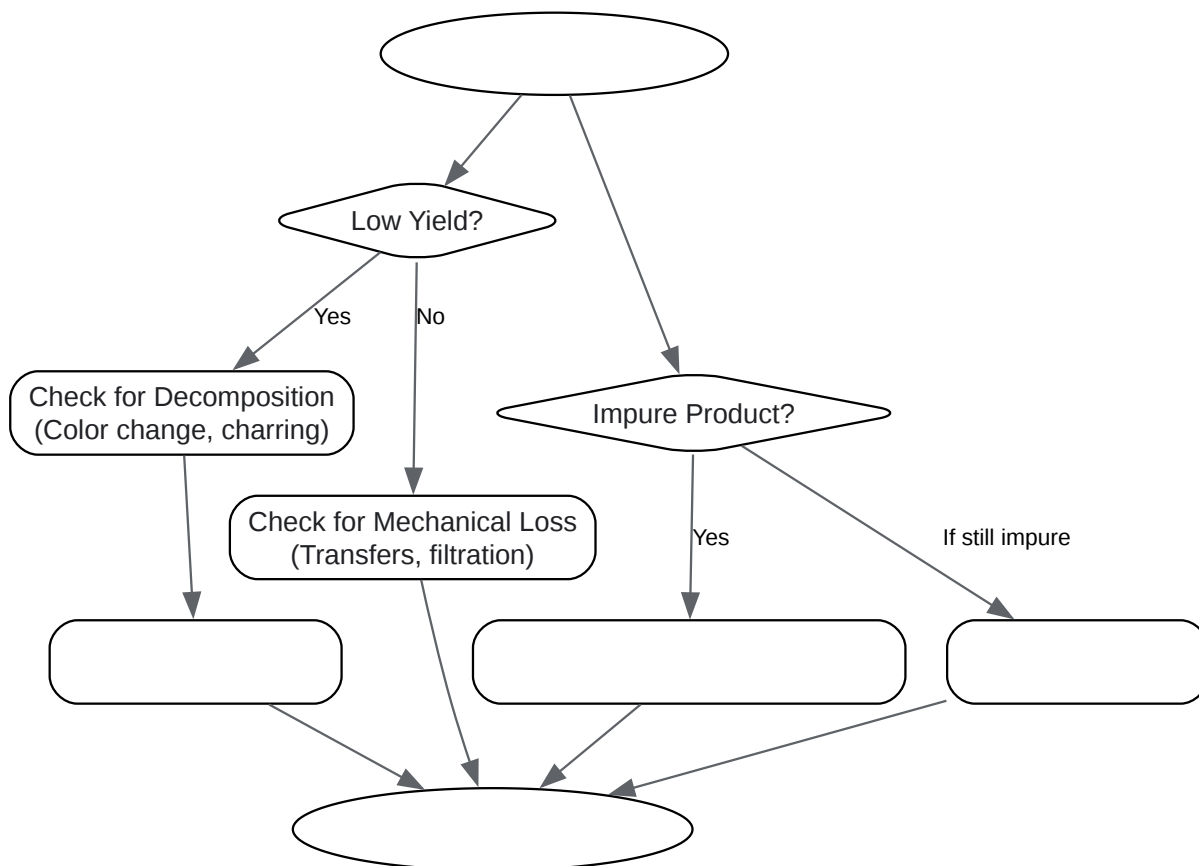 Low Yield?
Yes
No
Check for Decomposition
(Color change, charring)
Impure Product?
Check for Mechanical Loss
(Transfers, filtration)
Yes
If still impure